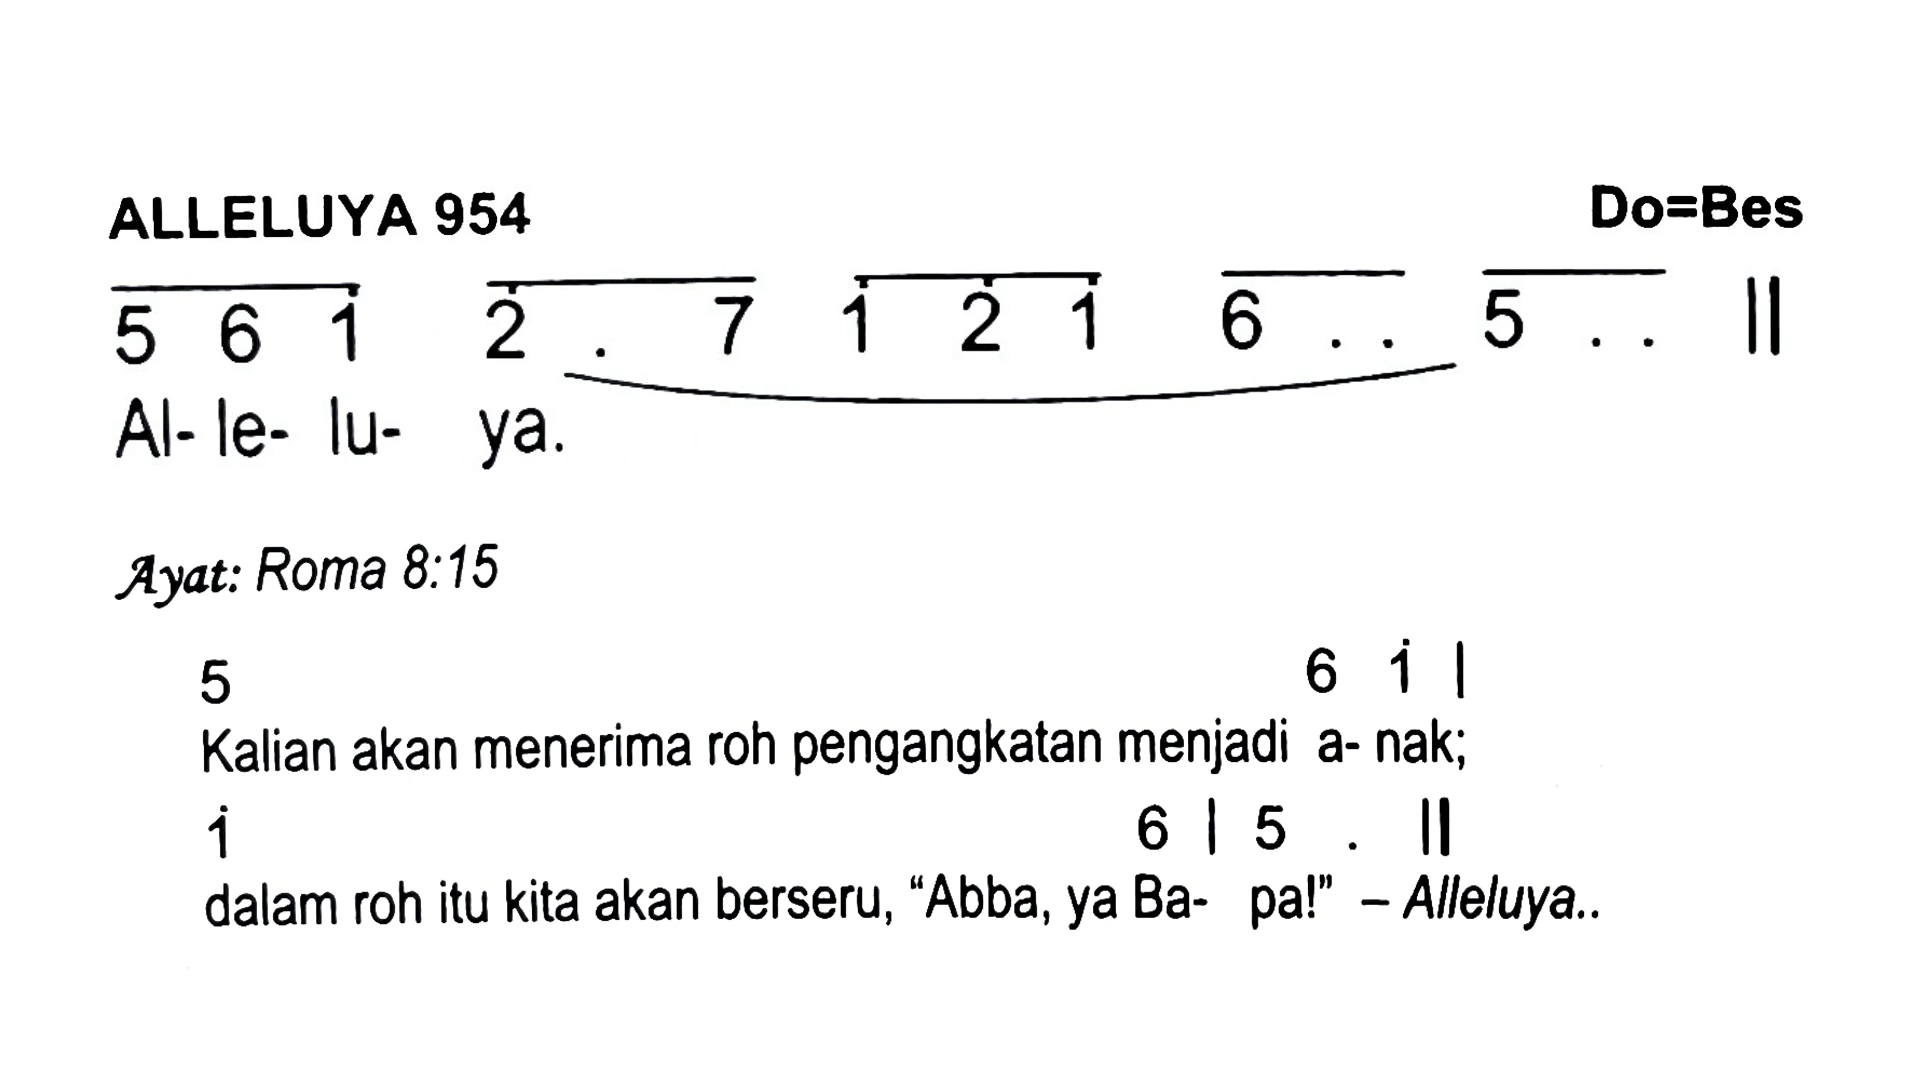 ALLELUYA 954 Do=Bes
5 6 1̇ 2̇ . 7 1̇ 2̇ 1̇ 6 . . 5 . . ||
Al- le- lu- ya.
Ayat: Roma 8:15
5 6 1̇ |
Kalian akan menerima roh pengangkatan menjadi a- nak;
1̇ 6 | 5 . ||
dalam roh itu kita akan berseru, “Abba, ya Ba- pa!” – Alleluya..